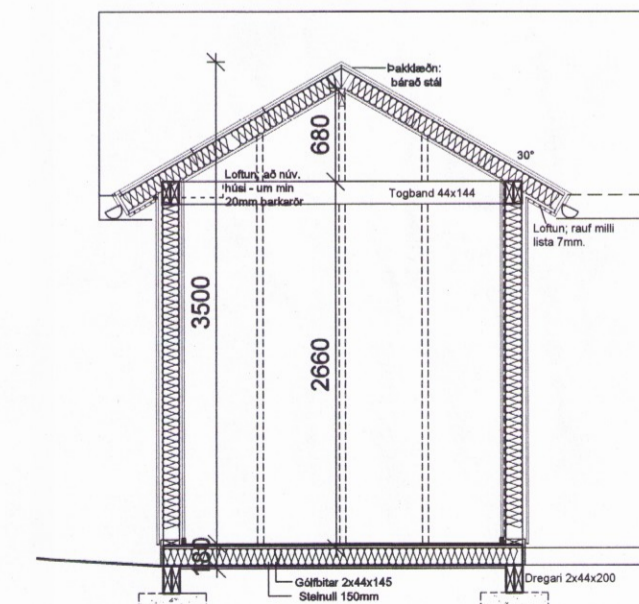 Þakklæðn:
bárað stál
680
30°
Loftun; að núv.
húsi - um min
20mm barkarör
Togband 44x144
Loftun; rauf milli
lista 7mm.
3500
2660
180
Gólfbitar 2x44x145
Steinull 150mm
Dregari 2x44x200